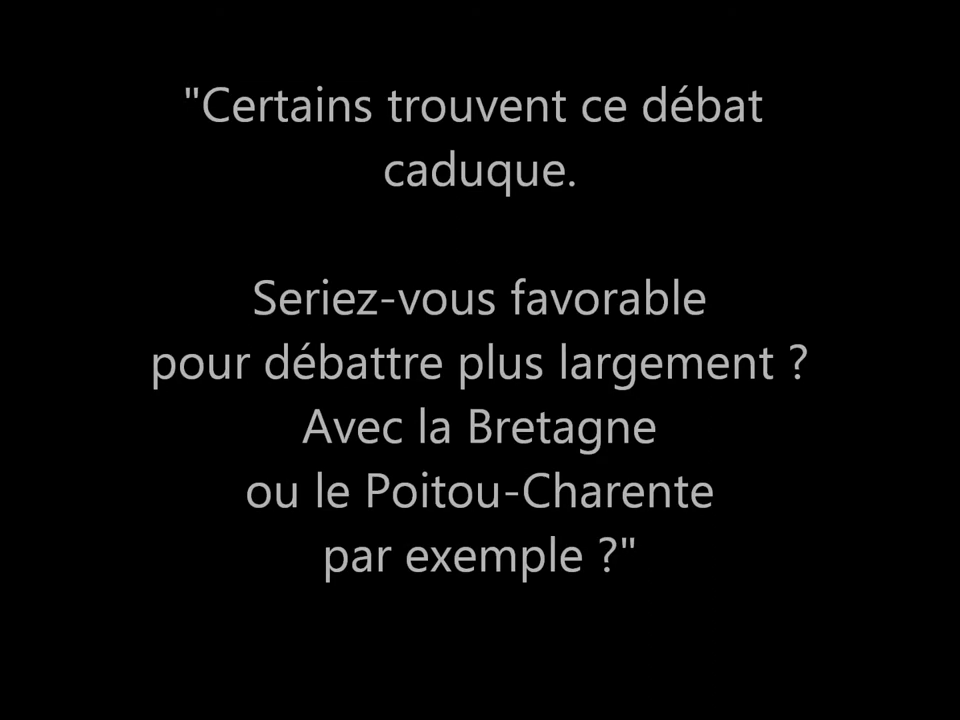 "Certains trouvent ce débat
caduque.
Seriez-vous favorable
pour débattre plus largement ?
Avec la Bretagne
ou le Poitou-Charente
par exemple ?"